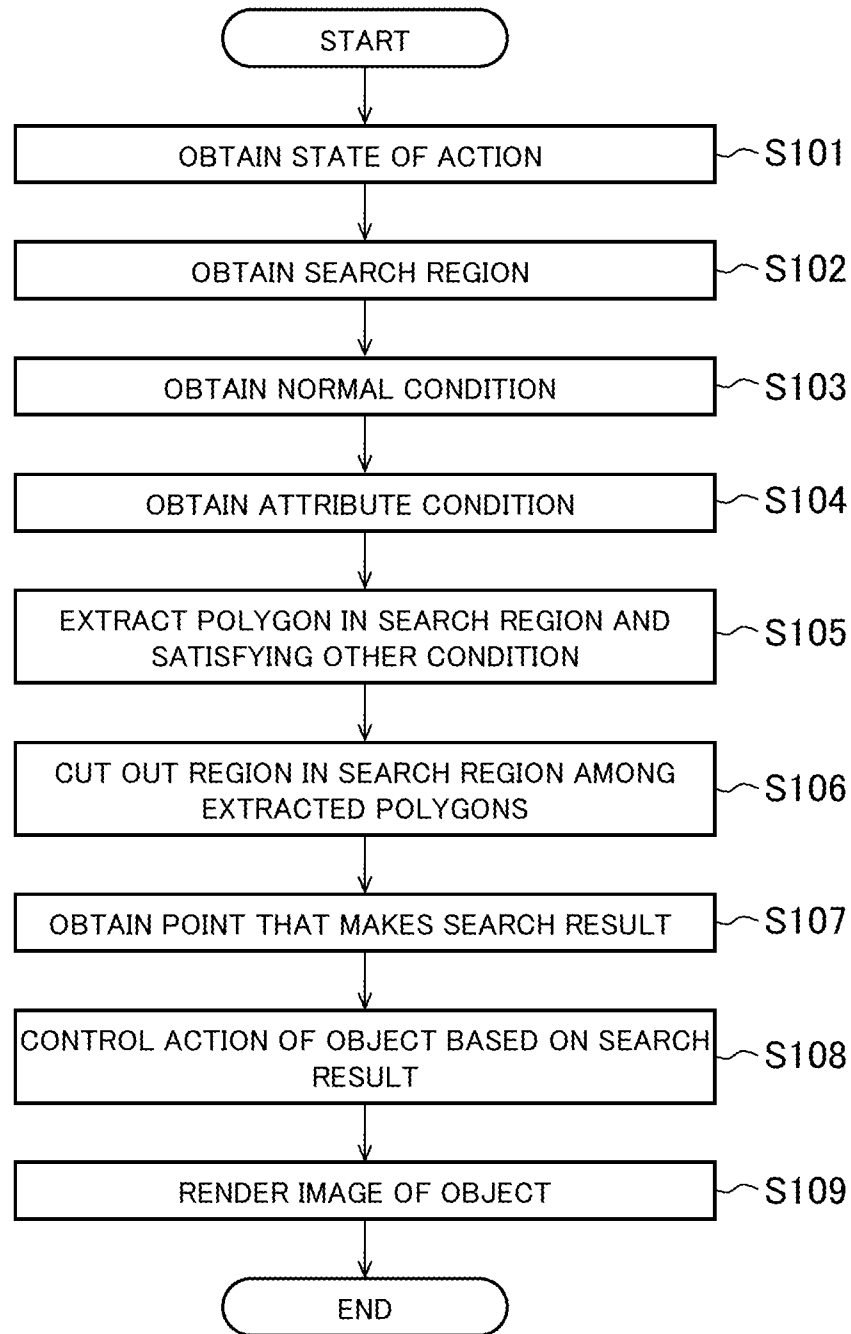 START
OBTAIN STATE OF ACTION
S101
OBTAIN SEARCH REGION
S102
OBTAIN NORMAL CONDITION
S103
OBTAIN ATTRIBUTE CONDITION
S104
EXTRACT POLYGON IN SEARCH REGION AND
SATISFYING OTHER CONDITION
S105
CUT OUT REGION IN SEARCH REGION AMONG
EXTRACTED POLYGONS
S106
OBTAIN POINT THAT MAKES SEARCH RESULT
S107
CONTROL ACTION OF OBJECT BASED ON SEARCH
RESULT
S108
RENDER IMAGE OF OBJECT
S109
END